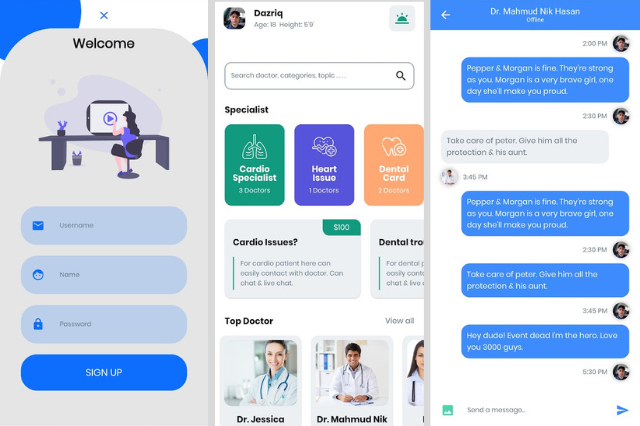 Welcome
Username
Name
Password
SIGN UP
Dazriq
Age: 18 Height: 5'9
Search doctor, categories, topic . . . .
Specialist
Cardio
Specialist
3 Doctors
Heart
Issue
1 Doctors
Dental
Card
2 Doctors
$100
Cardio Issues?
For cardio patient here can
easily contact with doctor. Can
chat & live chat.
Dental trou
For dental p
easily conta
chat & live c
Top Doctor
View all
Dr. Jessica
Dr. Mahmud Nik
Dr. Mahmud Nik Hasan
Offline
2:00 PM
Pepper & Morgan is fine. They're strong
as you. Morgan is a very brave girl, one
day she'll make you proud.
2:30 PM
Take care of peter. Give him all the
protection & his aunt.
3:45 PM
Pepper & Morgan is fine. They're strong
as you. Morgan is a very brave girl, one
day she'll make you proud.
2:30 PM
Take care of peter. Give him all the
protection & his aunt.
3:45 PM
Hey dude! Event dead I'm the hero. Love
you 3000 guys.
5:30 PM
Send a message..